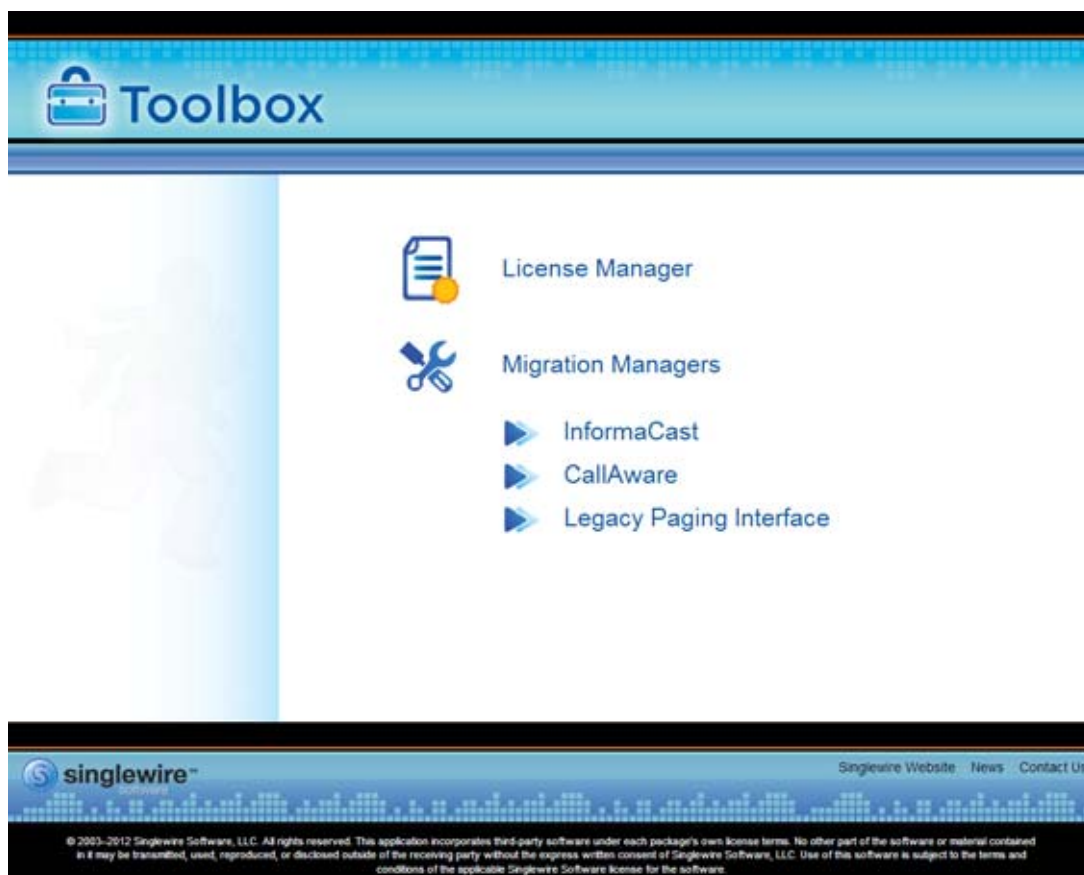 Toolbox
License Manager
Migration Managers
InformaCast
CallAware
Legacy Paging Interface
singlewire™
software
Singlewire Website News Contact Us
© 2003–2012 Singlewire Software, LLC. All rights reserved. This application incorporates third-party software under each package's own license terms. No other part of the software or material contained
in it may be transmitted, used, reproduced, or disclosed outside of the receiving party without the express written consent of Singlewire Software, LLC. Use of this software is subject to the terms and
conditions of the applicable Singlewire Software license for the software.